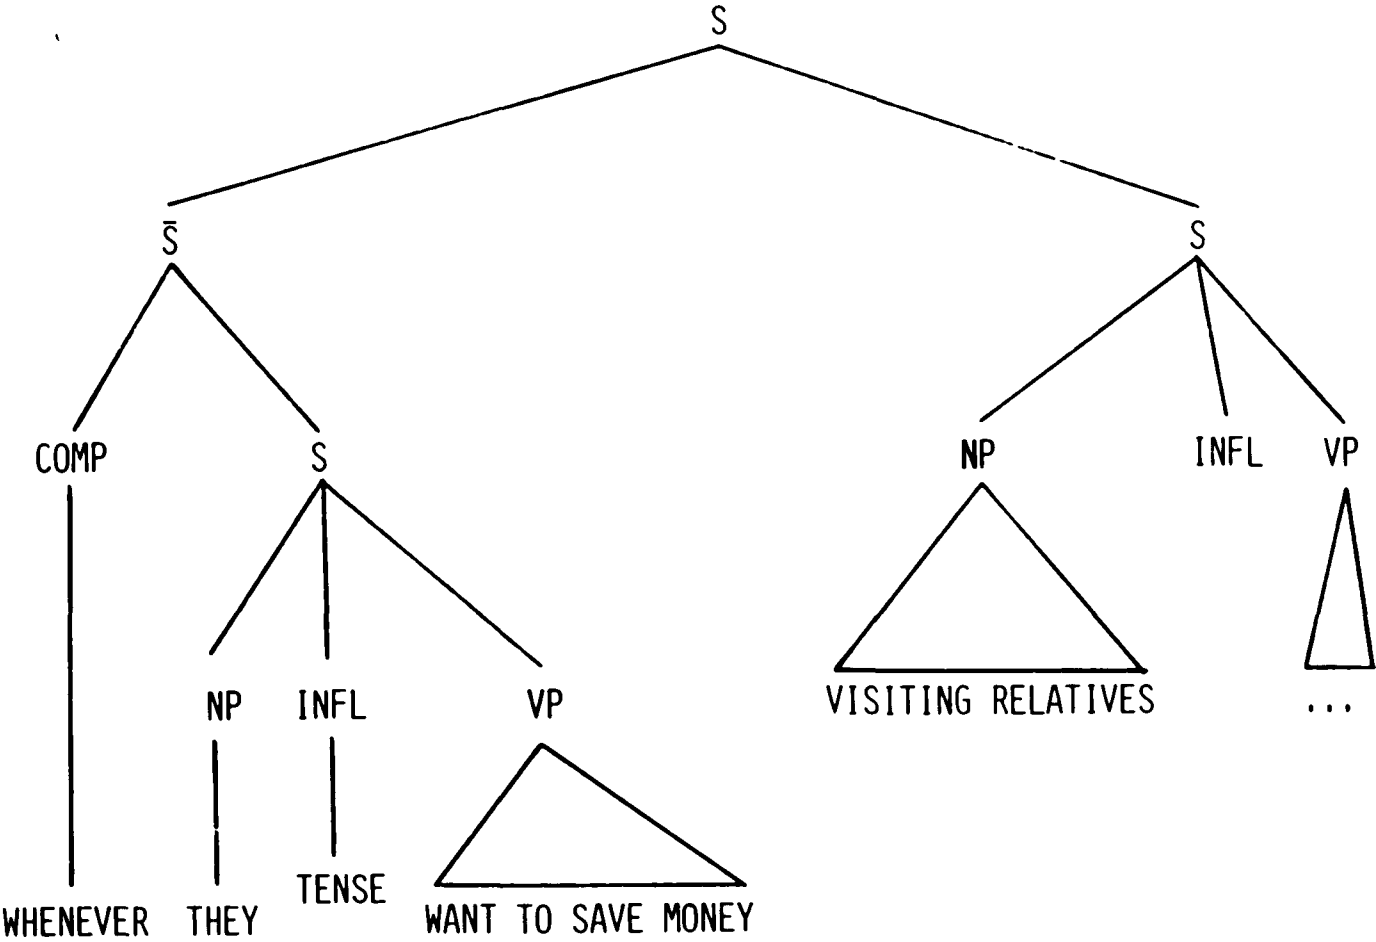 S
S̄ S
COMP S NP INFL VP
NP INFL VP VISITING RELATIVES ...
TENSE
WHENEVER THEY WANT TO SAVE MONEY